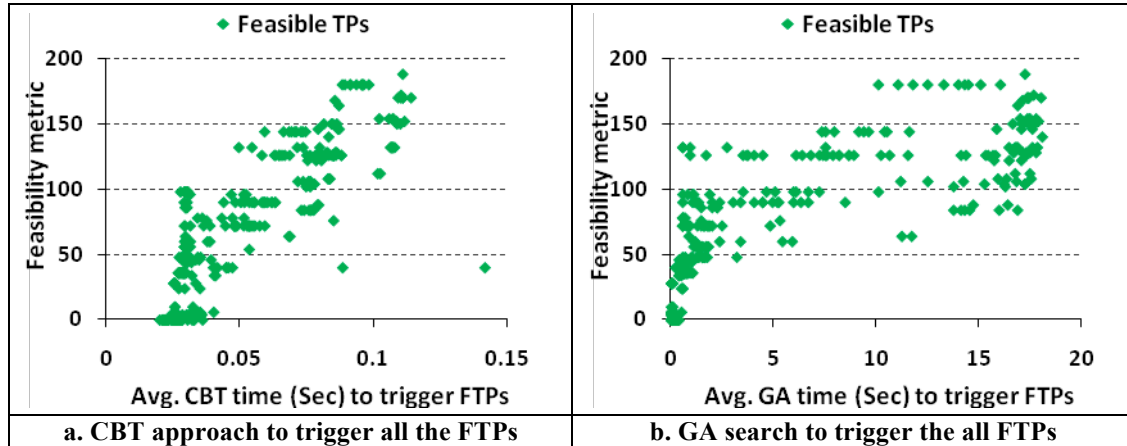 Feasible TPs
200
150
100
50
0
Feasibility metric
0 0.05 0.1 0.15
Avg. CBT time (Sec) to trigger FTPs
a. CBT approach to trigger all the FTPs
Feasible TPs
200
150
100
50
0
Feasibility metric
0 5 10 15 20
Avg. GA time (Sec) to trigger the FTPs
b. GA search to trigger the all FTPs